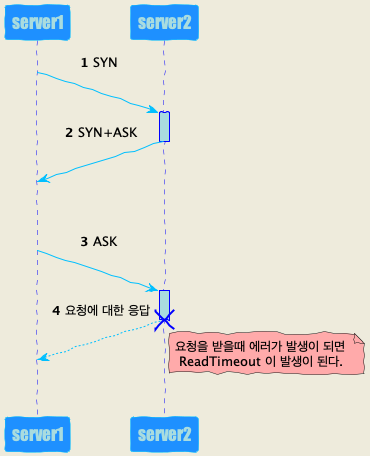 server1
server2
1 SYN
2 SYN+ASK
3 ASK
4 요청에 대한 응답
요청을 받을때 에러가 발생이 되면
ReadTimeout 이 발생이 된다.
server1
server2